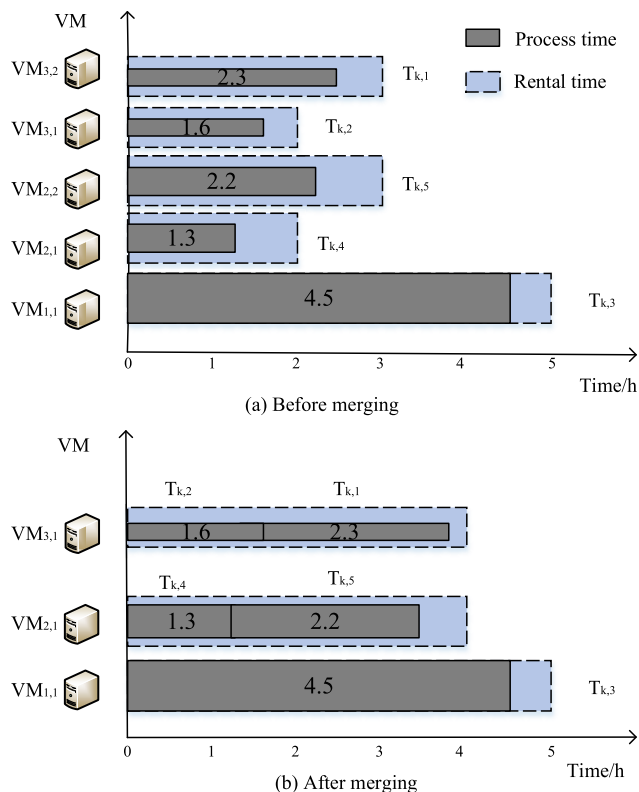 VM
Process time
Rental time
VM3,2
2.3
Tk,1
VM3,1
1.6
Tk,2
VM2,2
2.2
Tk,5
VM2,1
1.3
Tk,4
VM1,1
4.5
Tk,3
0 1 2 3 4 5
Time/h
(a) Before merging
VM
Tk,2 Tk,1
VM3,1
1.6 2.3
Tk,4 Tk,5
VM2,1
1.3 2.2
VM1,1
4.5
Tk,3
0 1 2 3 4 5
Time/h
(b) After merging